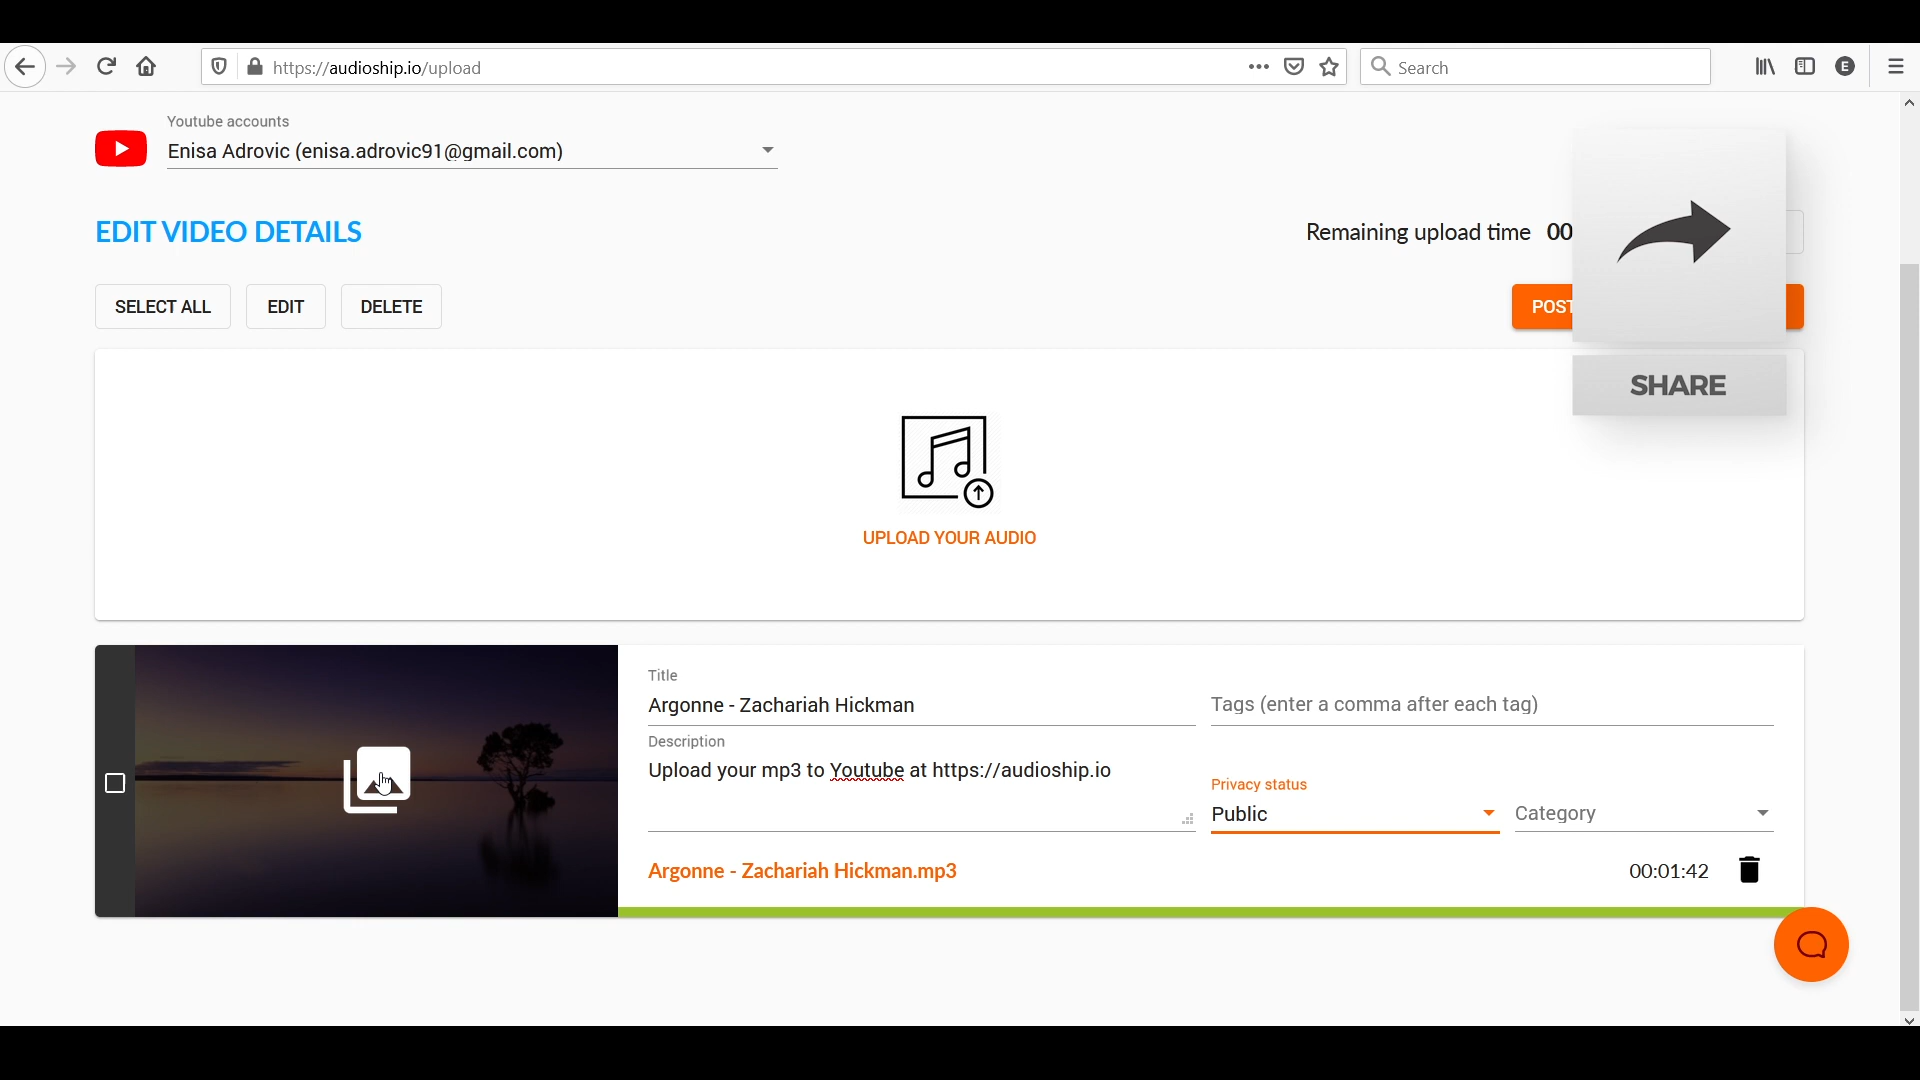 https://audioship.io/upload
Search
E
Youtube accounts
Enisa Adrovic (enisa.adrovic91@gmail.com)
EDIT VIDEO DETAILS
Remaining upload time 00
SELECT ALL
EDIT
DELETE
POST
SHARE
UPLOAD YOUR AUDIO
Title
Argonne - Zachariah Hickman
Tags (enter a comma after each tag)
Description
Upload your mp3 to Youtube at https://audioship.io
Privacy status
Public
Category
Argonne - Zachariah Hickman.mp3
00:01:42